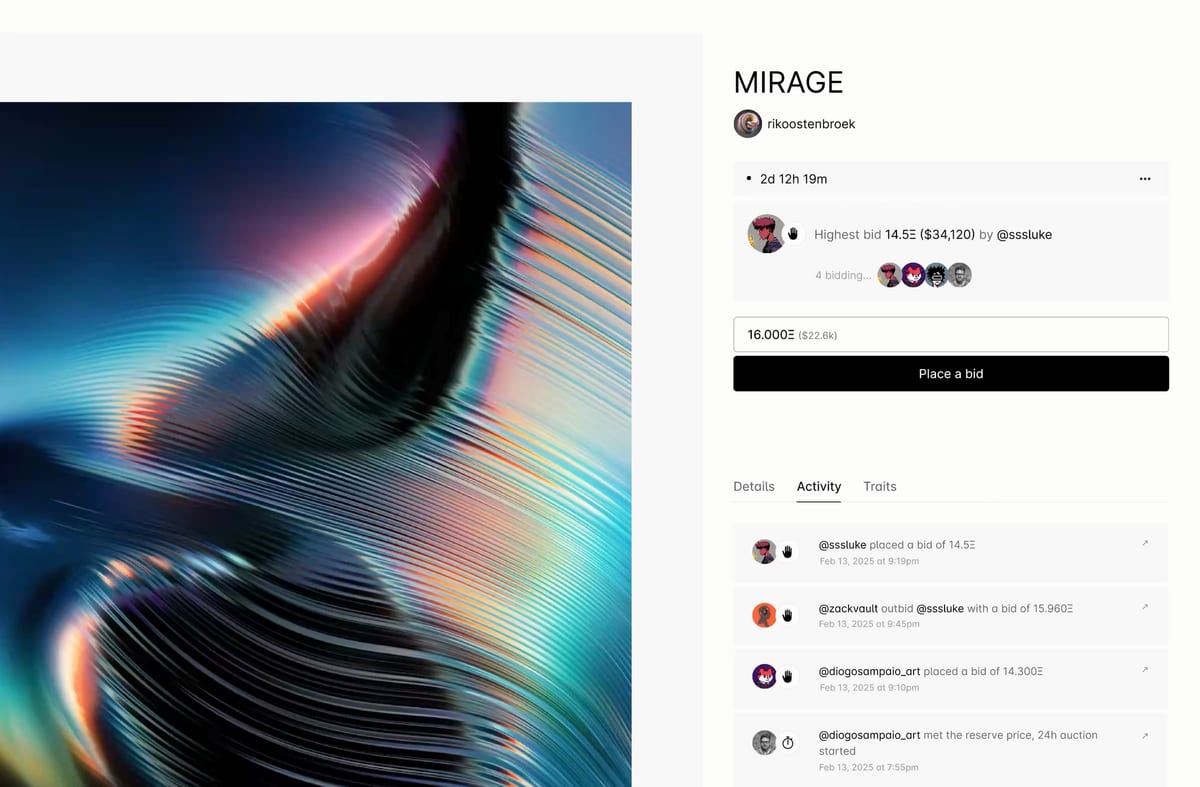 MIRAGE
rikoostenbroek
2d 12h 19m
Highest bid 14.5Ξ ($34,120) by @sssluke
4 bidding...
16.000Ξ ($22.6k)
Place a bid
Details Activity Traits
@sssluke placed a bid of 14.5Ξ
Feb 13, 2025 at 9:19pm
@zackvault outbid @sssluke with a bid of 15.960Ξ
Feb 13, 2025 at 9:45pm
@diogosampaio_art placed a bid of 14.300Ξ
Feb 13, 2025 at 9:10pm
@diogosampaio_art met the reserve price, 24h auction
started
Feb 13, 2025 at 7:55pm